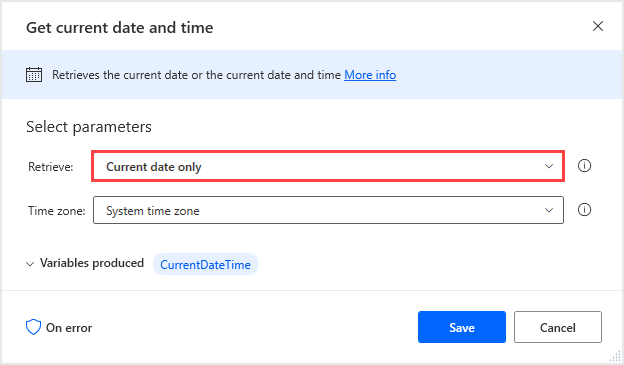 Get current date and time
Retrieves the current date or the current date and time More info
Select parameters
Retrieve: Current date only
Time zone: System time zone
Variables produced CurrentDateTime
On error Save Cancel